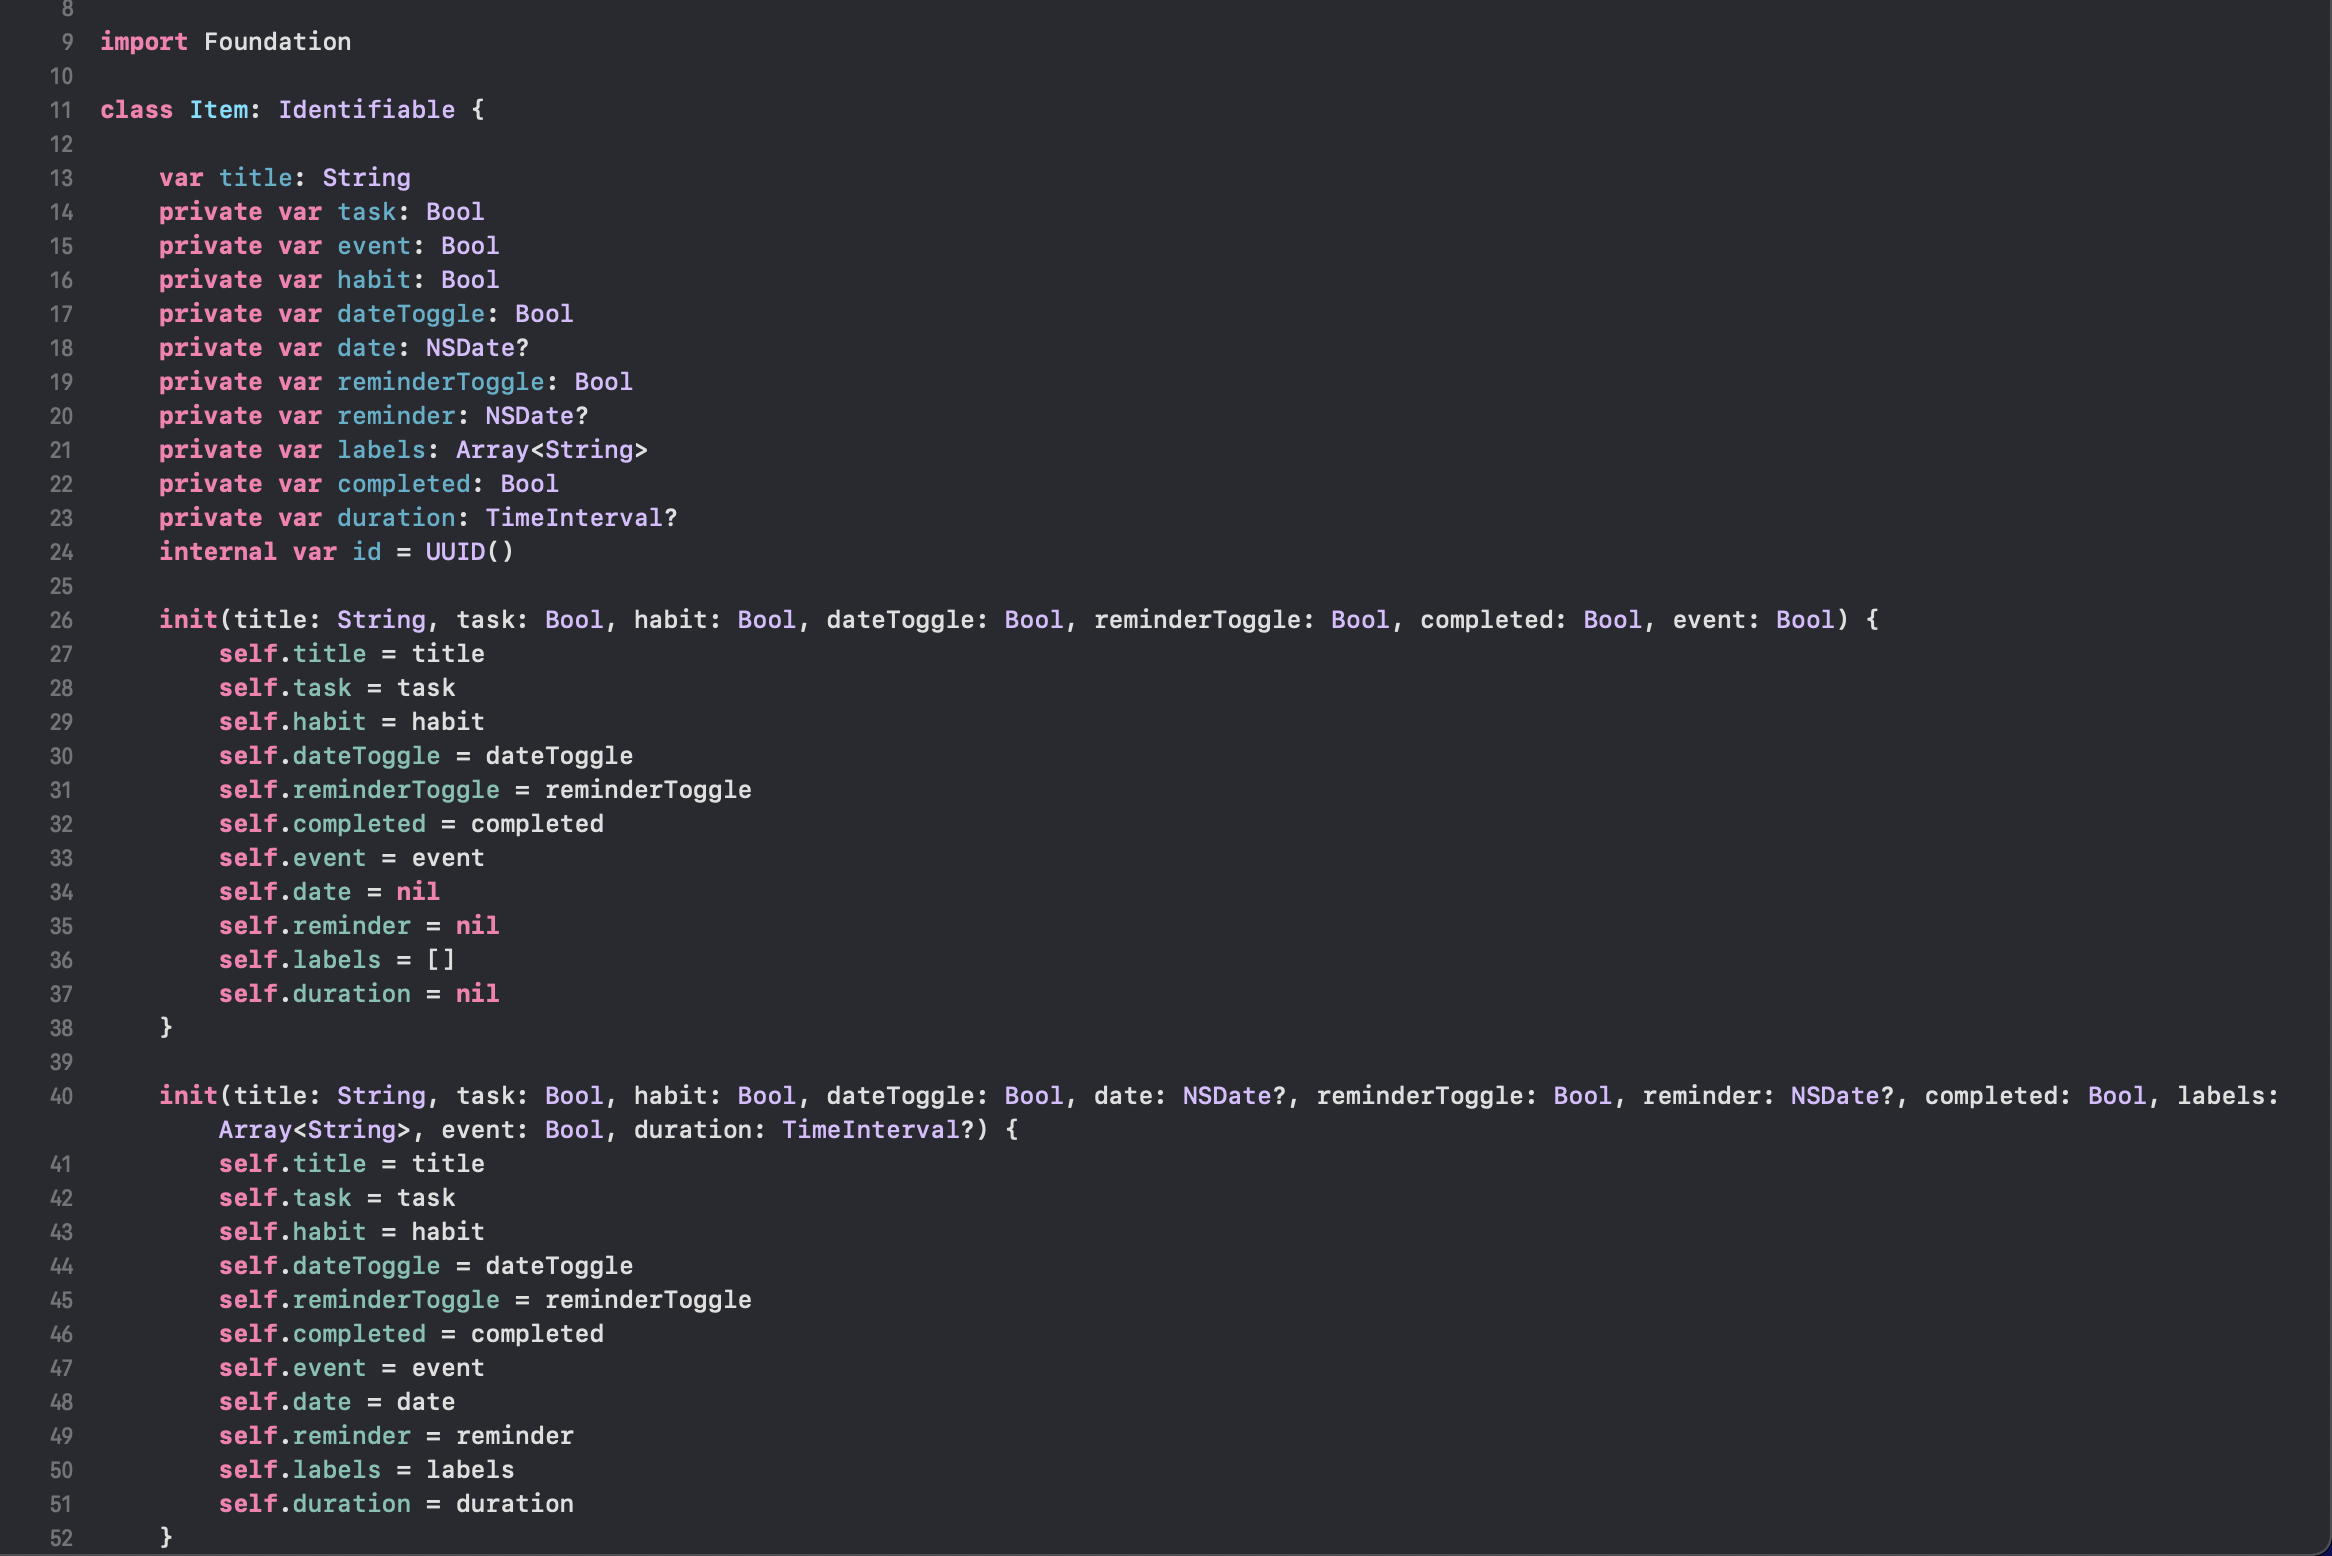 8
9 import Foundation
10
11 class Item: Identifiable {
12
13     var title: String
14     private var task: Bool
15     private var event: Bool
16     private var habit: Bool
17     private var dateToggle: Bool
18     private var date: NSDate?
19     private var reminderToggle: Bool
20     private var reminder: NSDate?
21     private var labels: Array<String>
22     private var completed: Bool
23     private var duration: TimeInterval?
24     internal var id = UUID()
25
26     init(title: String, task: Bool, habit: Bool, dateToggle: Bool, reminderToggle: Bool, completed: Bool, event: Bool) {
27         self.title = title
28         self.task = task
29         self.habit = habit
30         self.dateToggle = dateToggle
31         self.reminderToggle = reminderToggle
32         self.completed = completed
33         self.event = event
34         self.date = nil
35         self.reminder = nil
36         self.labels = []
37         self.duration = nil
38     }
39
40     init(title: String, task: Bool, habit: Bool, dateToggle: Bool, date: NSDate?, reminderToggle: Bool, reminder: NSDate?, completed: Bool, labels:
        Array<String>, event: Bool, duration: TimeInterval?) {
41         self.title = title
42         self.task = task
43         self.habit = habit
44         self.dateToggle = dateToggle
45         self.reminderToggle = reminderToggle
46         self.completed = completed
47         self.event = event
48         self.date = date
49         self.reminder = reminder
50         self.labels = labels
51         self.duration = duration
52     }